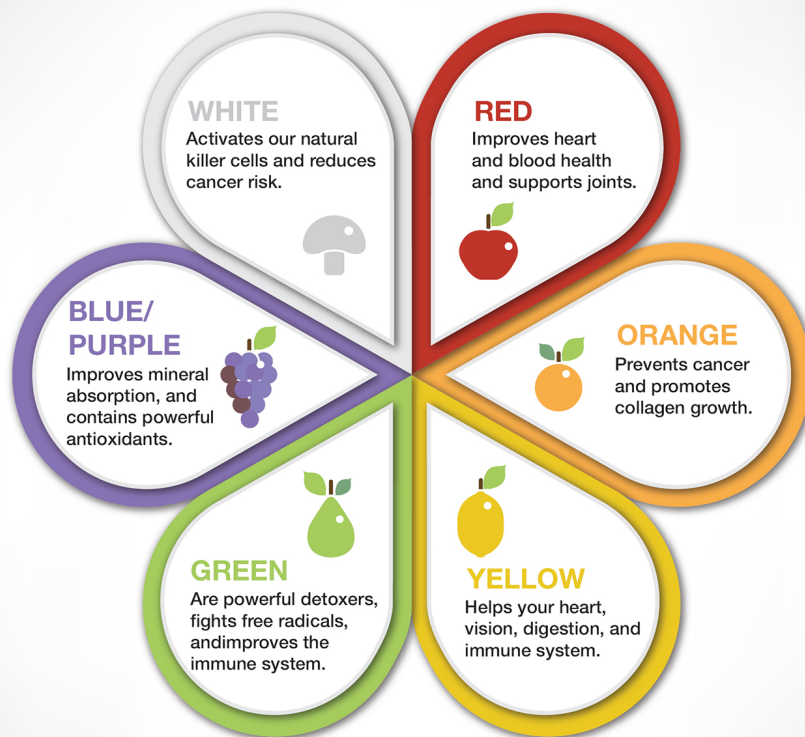 WHITE
Activates our natural
killer cells and reduces
cancer risk.
RED
Improves heart
and blood health
and supports joints.
ORANGE
Prevents cancer
and promotes
collagen growth.
YELLOW
Helps your heart,
vision, digestion, and
immune system.
GREEN
Are powerful detoxers,
fights free radicals,
andimproves the
immune system.
BLUE/
PURPLE
Improves mineral
absorption, and
contains powerful
antioxidants.